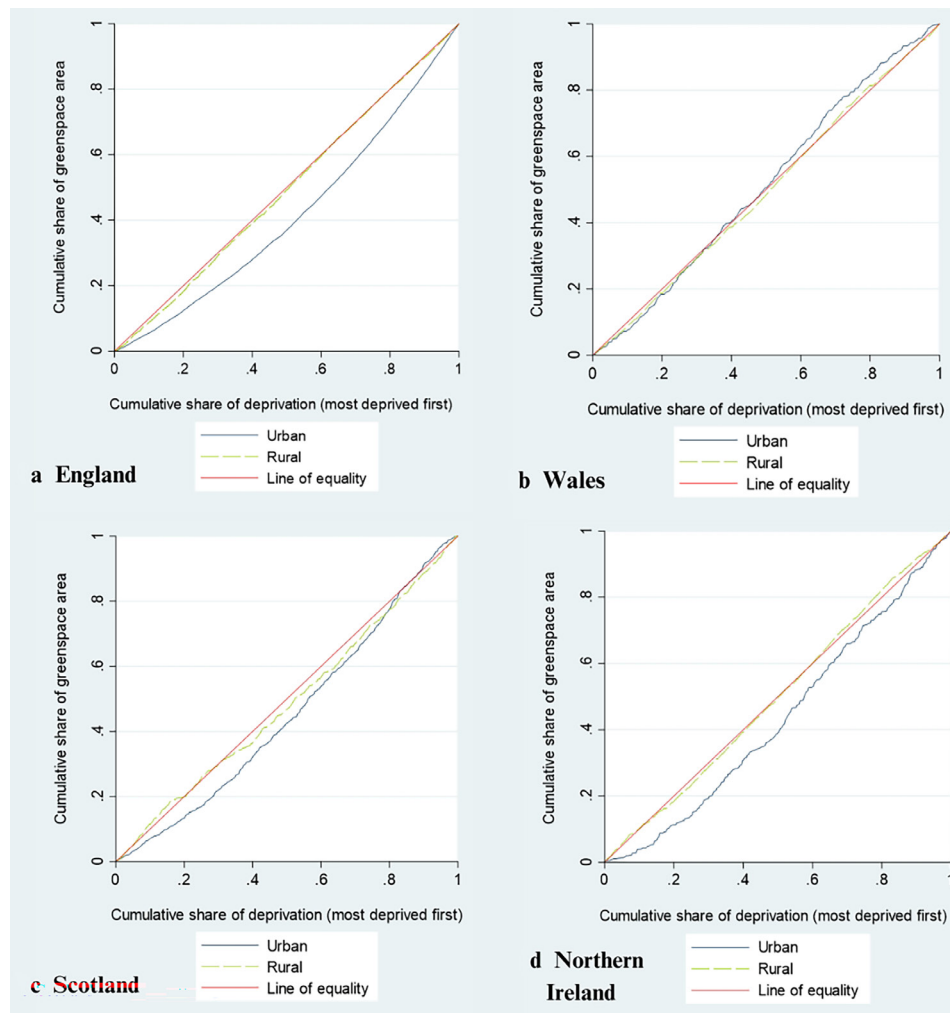 Cumulative share of greenspace area
0 .2 .4 .6 .8 1
0 .2 .4 .6 .8 1
Cumulative share of deprivation (most deprived first)
Urban
Rural
Line of equality
a England
Cumulative share of greenspace area
0 .2 .4 .6 .8 1
0 .2 .4 .6 .8 1
Cumulative share of deprivation (most deprived first)
Urban
Rural
Line of equality
b Wales
Cumulative share of greenspace area
0 .2 .4 .6 .8 1
0 .2 .4 .6 .8 1
Cumulative share of deprivation (most deprived first)
Urban
Rural
Line of equality
c Scotland
Cumulative share of greenspace area
0 .2 .4 .6 .8 1
0 .2 .4 .6 .8 1
Cumulative share of deprivation (most deprived first)
Urban
Rural
Line of equality
d Northern
Ireland